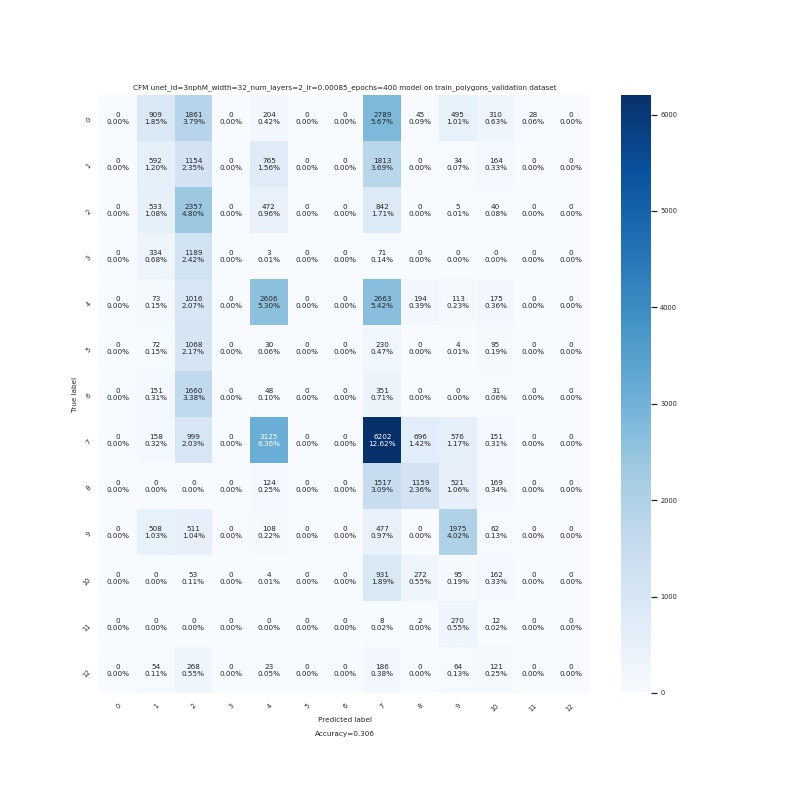 CFM unet_id=3nphM_width=32_num_layers=2_lr=0.00085_epochs=400 model on train_polygons_validation dataset
0 909 1861 0 204 0 0 2789 45 495 310 28 0
0.00% 1.85% 3.79% 0.00% 0.42% 0.00% 0.00% 5.67% 0.09% 1.01% 0.63% 0.06% 0.00%
0 592 1154 0 765 0 0 1813 0 34 164 0 0
0.00% 1.20% 2.35% 0.00% 1.56% 0.00% 0.00% 3.69% 0.00% 0.07% 0.33% 0.00% 0.00%
0 533 2357 0 472 0 0 842 0 5 40 0 0
0.00% 1.08% 4.80% 0.00% 0.96% 0.00% 0.00% 1.71% 0.00% 0.01% 0.08% 0.00% 0.00%
0 334 1189 0 3 0 0 71 0 0 0 0 0
0.00% 0.68% 2.42% 0.00% 0.01% 0.00% 0.00% 0.14% 0.00% 0.00% 0.00% 0.00% 0.00%
0 73 1016 0 2606 0 0 2663 194 113 175 0 0
0.00% 0.15% 2.07% 0.00% 5.30% 0.00% 0.00% 5.42% 0.39% 0.23% 0.36% 0.00% 0.00%
0 72 1068 0 30 0 0 230 0 4 95 0 0
0.00% 0.15% 2.17% 0.00% 0.06% 0.00% 0.00% 0.47% 0.00% 0.01% 0.19% 0.00% 0.00%
0 151 1660 0 48 0 0 351 0 0 31 0 0
0.00% 0.31% 3.38% 0.00% 0.10% 0.00% 0.00% 0.71% 0.00% 0.00% 0.06% 0.00% 0.00%
0 158 999 0 3125 0 0 6202 696 576 151 0 0
0.00% 0.32% 2.03% 0.00% 6.36% 0.00% 0.00% 12.62% 1.42% 1.17% 0.31% 0.00% 0.00%
0 0 0 0 124 0 0 1517 1159 521 169 0 0
0.00% 0.00% 0.00% 0.00% 0.25% 0.00% 0.00% 3.09% 2.36% 1.06% 0.34% 0.00% 0.00%
0 508 511 0 108 0 0 477 0 1975 62 0 0
0.00% 1.03% 1.04% 0.00% 0.22% 0.00% 0.00% 0.97% 0.00% 4.02% 0.13% 0.00% 0.00%
0 0 53 0 4 0 0 931 272 95 162 0 0
0.00% 0.00% 0.11% 0.00% 0.01% 0.00% 0.00% 1.89% 0.55% 0.19% 0.33% 0.00% 0.00%
0 0 0 0 0 0 0 8 2 270 12 0 0
0.00% 0.00% 0.00% 0.00% 0.00% 0.00% 0.00% 0.02% 0.00% 0.55% 0.02% 0.00% 0.00%
0 54 268 0 23 0 0 186 0 64 121 0 0
0.00% 0.11% 0.55% 0.00% 0.05% 0.00% 0.00% 0.38% 0.00% 0.13% 0.25% 0.00% 0.00%
0
1
2
3
4
5
6
7
8
9
10
11
12
True label
0 1 2 3 4 5 6 7 8 9 10 11 12
Predicted label
Accuracy=0.306
6000
5000
4000
3000
2000
1000
0